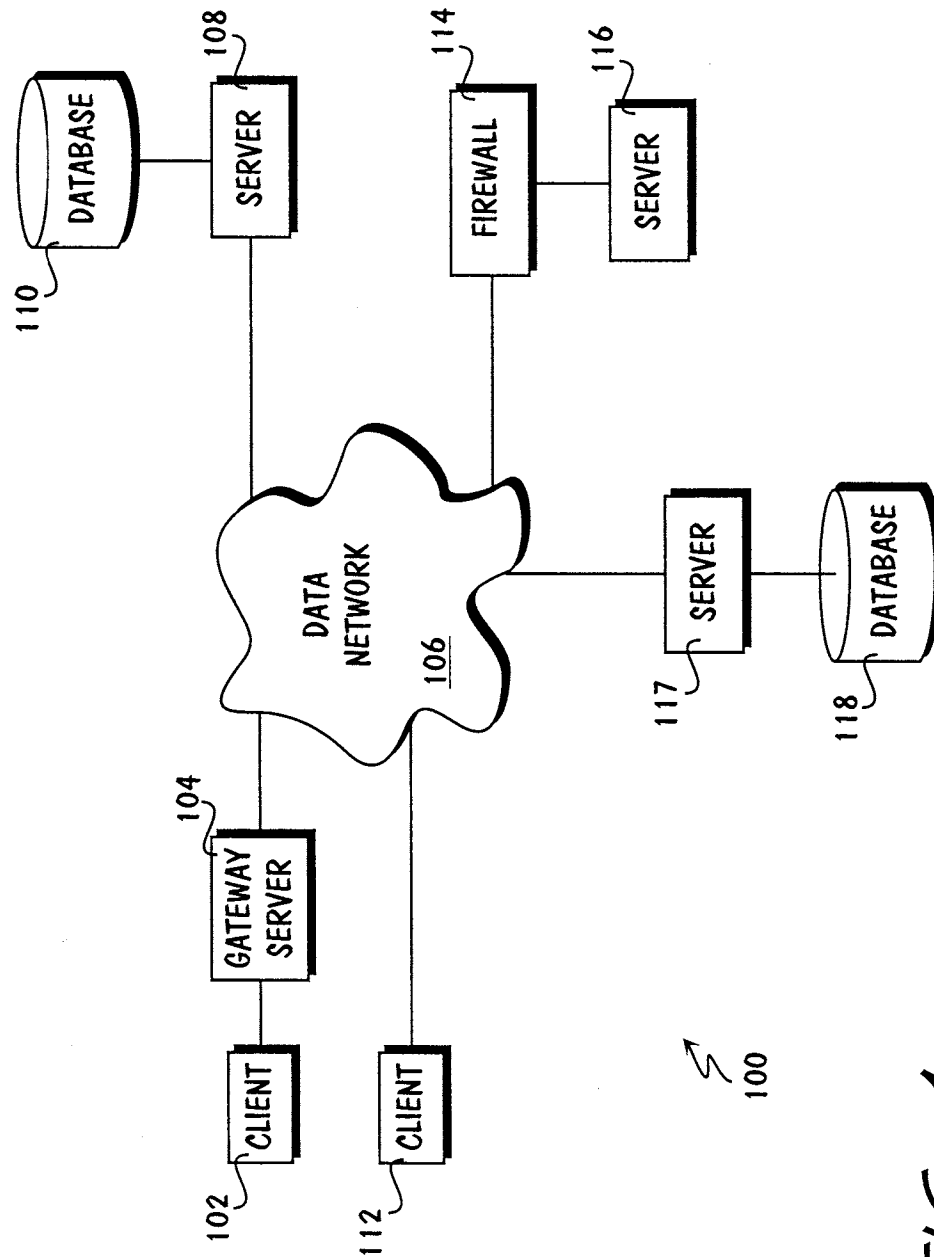 110
DATABASE
108
SERVER
104
GATEWAY
SERVER
102
CLIENT
DATA
NETWORK
106
112
CLIENT
114
FIREWALL
116
SERVER
117
SERVER
118
DATABASE
100